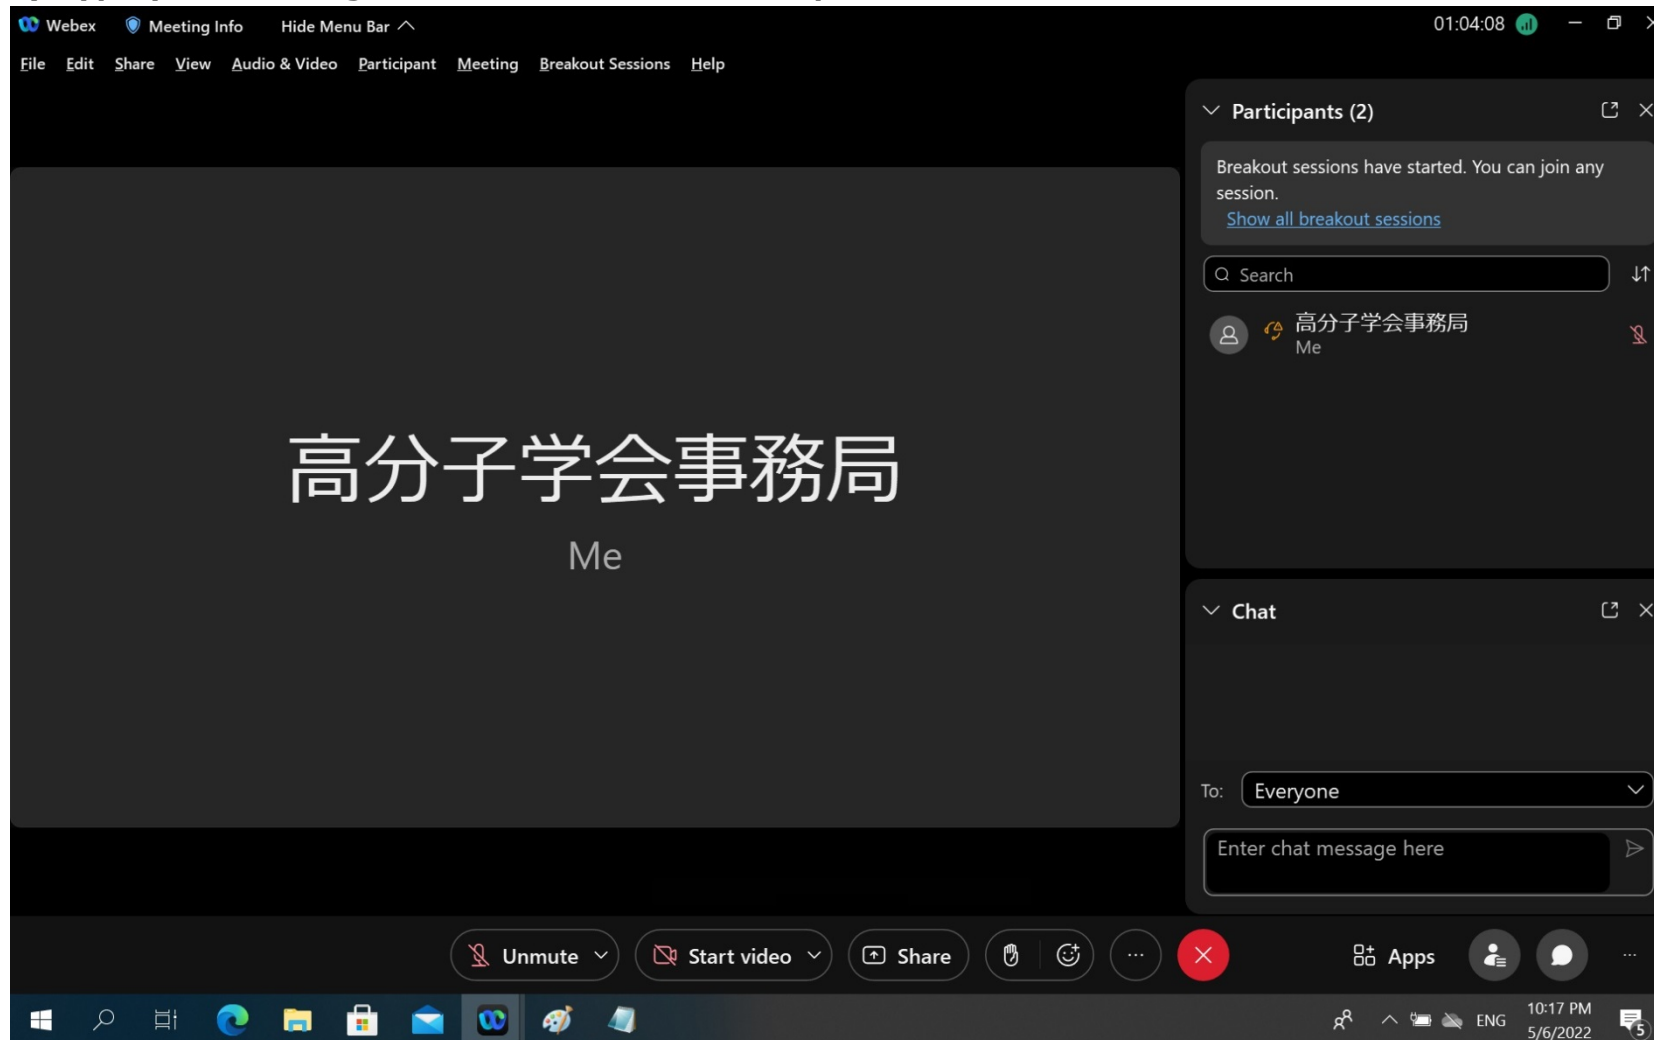 Webex Meeting Info Hide Menu Bar 01:04:08
File Edit Share View Audio & Video Participant Meeting Breakout Sessions Help
Participants (2)
Breakout sessions have started. You can join any
session.
Show all breakout sessions
Search
高分子学会事務局
Me
高分子学会事務局
Me
Chat
To: Everyone
Enter chat message here
Unmute Start video Share Apps
ENG 10:17 PM
5/6/2022 5